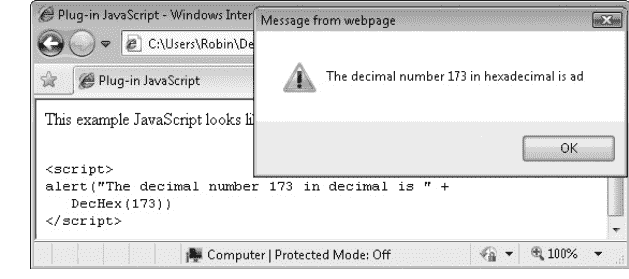 Plug-in JavaScript - Windows Inter
Message from webpage
C:\Users\Robin\De
Plug-in JavaScript
The decimal number 173 in hexadecimal is ad
OK
This example JavaScript looks li
<script>
alert("The decimal number 173 in decimal is " +
DecHex(173))
</script>
Computer | Protected Mode: Off
100%